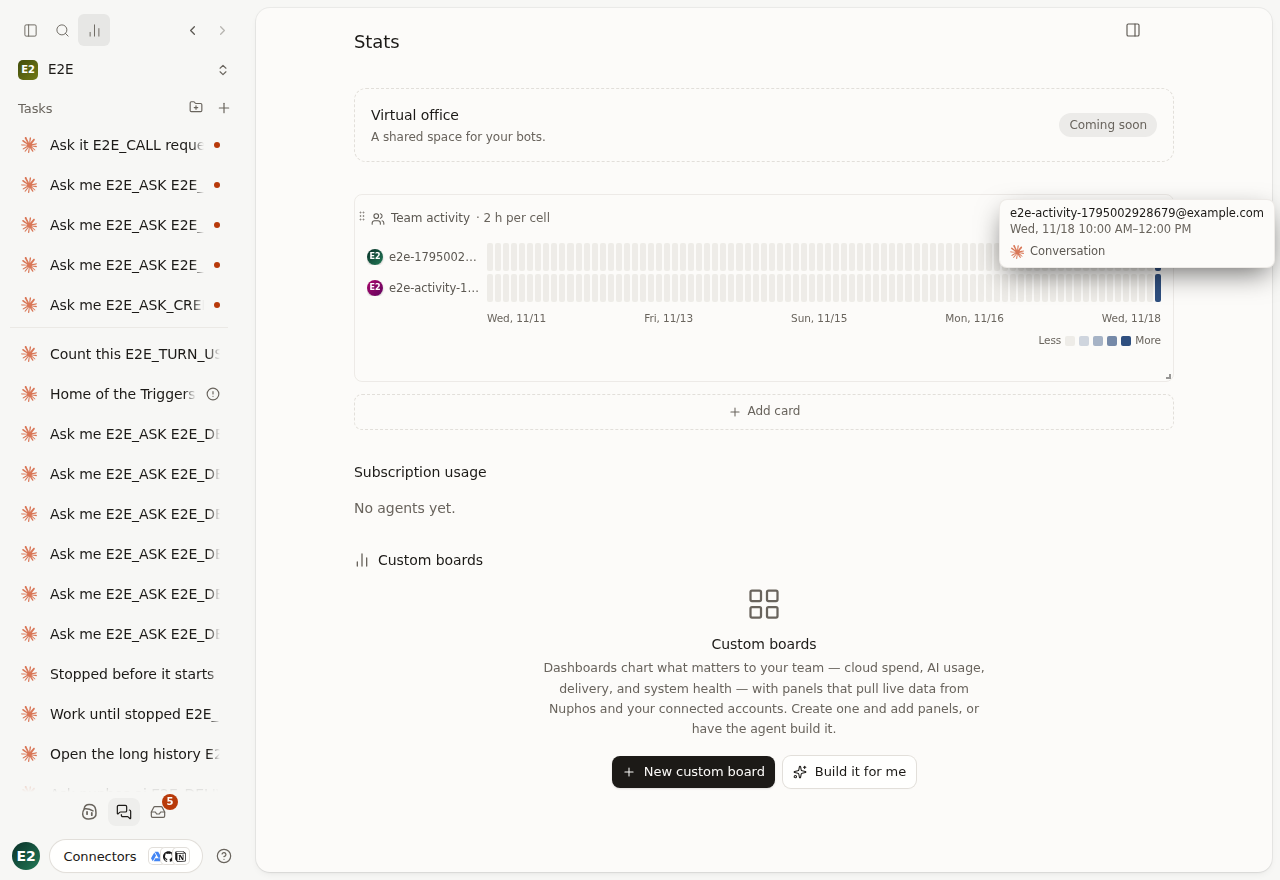 E2 E2E
Tasks
Ask it E2E_CALL reque
Ask me E2E_ASK E2E_
Ask me E2E_ASK E2E_
Ask me E2E_ASK E2E_
Ask me E2E_ASK_CRE
Count this E2E_TURN_US
Home of the Triggers
Ask me E2E_ASK E2E_DE
Ask me E2E_ASK E2E_DE
Ask me E2E_ASK E2E_DE
Ask me E2E_ASK E2E_DE
Ask me E2E_ASK E2E_DE
Ask me E2E_ASK E2E_DE
Stopped before it starts
Work until stopped E2E_
Open the long history E2
5
E2 Connectors
Stats
Virtual office
A shared space for your bots.
Coming soon
Team activity · 2 h per cell
e2e-activity-1795002928679@example.com
Wed, 11/18 10:00 AM–12:00 PM
Conversation
E2 e2e-1795002...
E2 e2e-activity-1...
Wed, 11/11 Fri, 11/13 Sun, 11/15 Mon, 11/16 Wed, 11/18
Less More
Add card
Subscription usage
No agents yet.
Custom boards
Custom boards
Dashboards chart what matters to your team — cloud spend, AI usage,
delivery, and system health — with panels that pull live data from
Nuphos and your connected accounts. Create one and add panels, or
have the agent build it.
New custom board Build it for me